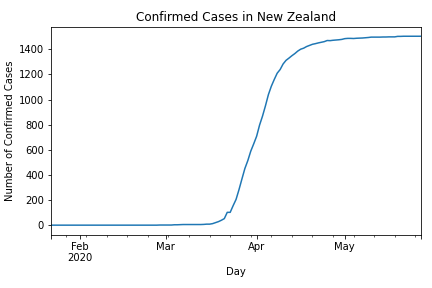 Confirmed Cases in New Zealand
Number of Confirmed Cases
1400
1200
1000
800
600
400
200
0
Feb
2020
Mar
Apr
May
Day